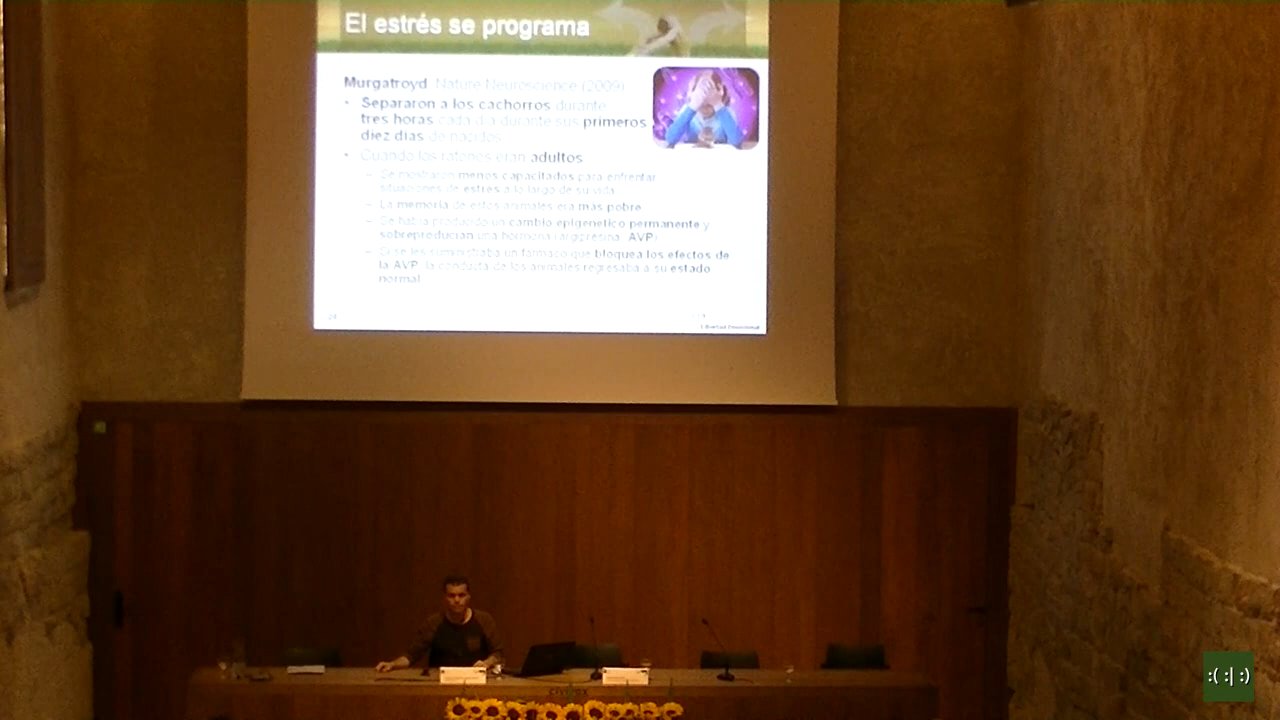 El estrés se programa
Murgatroyd Nature Neuroscience (2009)
• Separaron a los cachorros durante
tres horas cada día durante sus primeros
diez días de nacidos
• Cuando los ratones eran adultos
– Se mostraron menos capacitados para enfrentar
situaciones de estres a lo largo de su vida
– La memoria de estos animales era más pobre
– Se había producido un cambio epigenetico permanente y
sobreproducían una hormona (argipresina, AVP)
– Si se les suministraba un farmaco que bloquea los efectos de
la AVP, la conducta de los animales regresaba a su estado
normal
24
:( :| :)